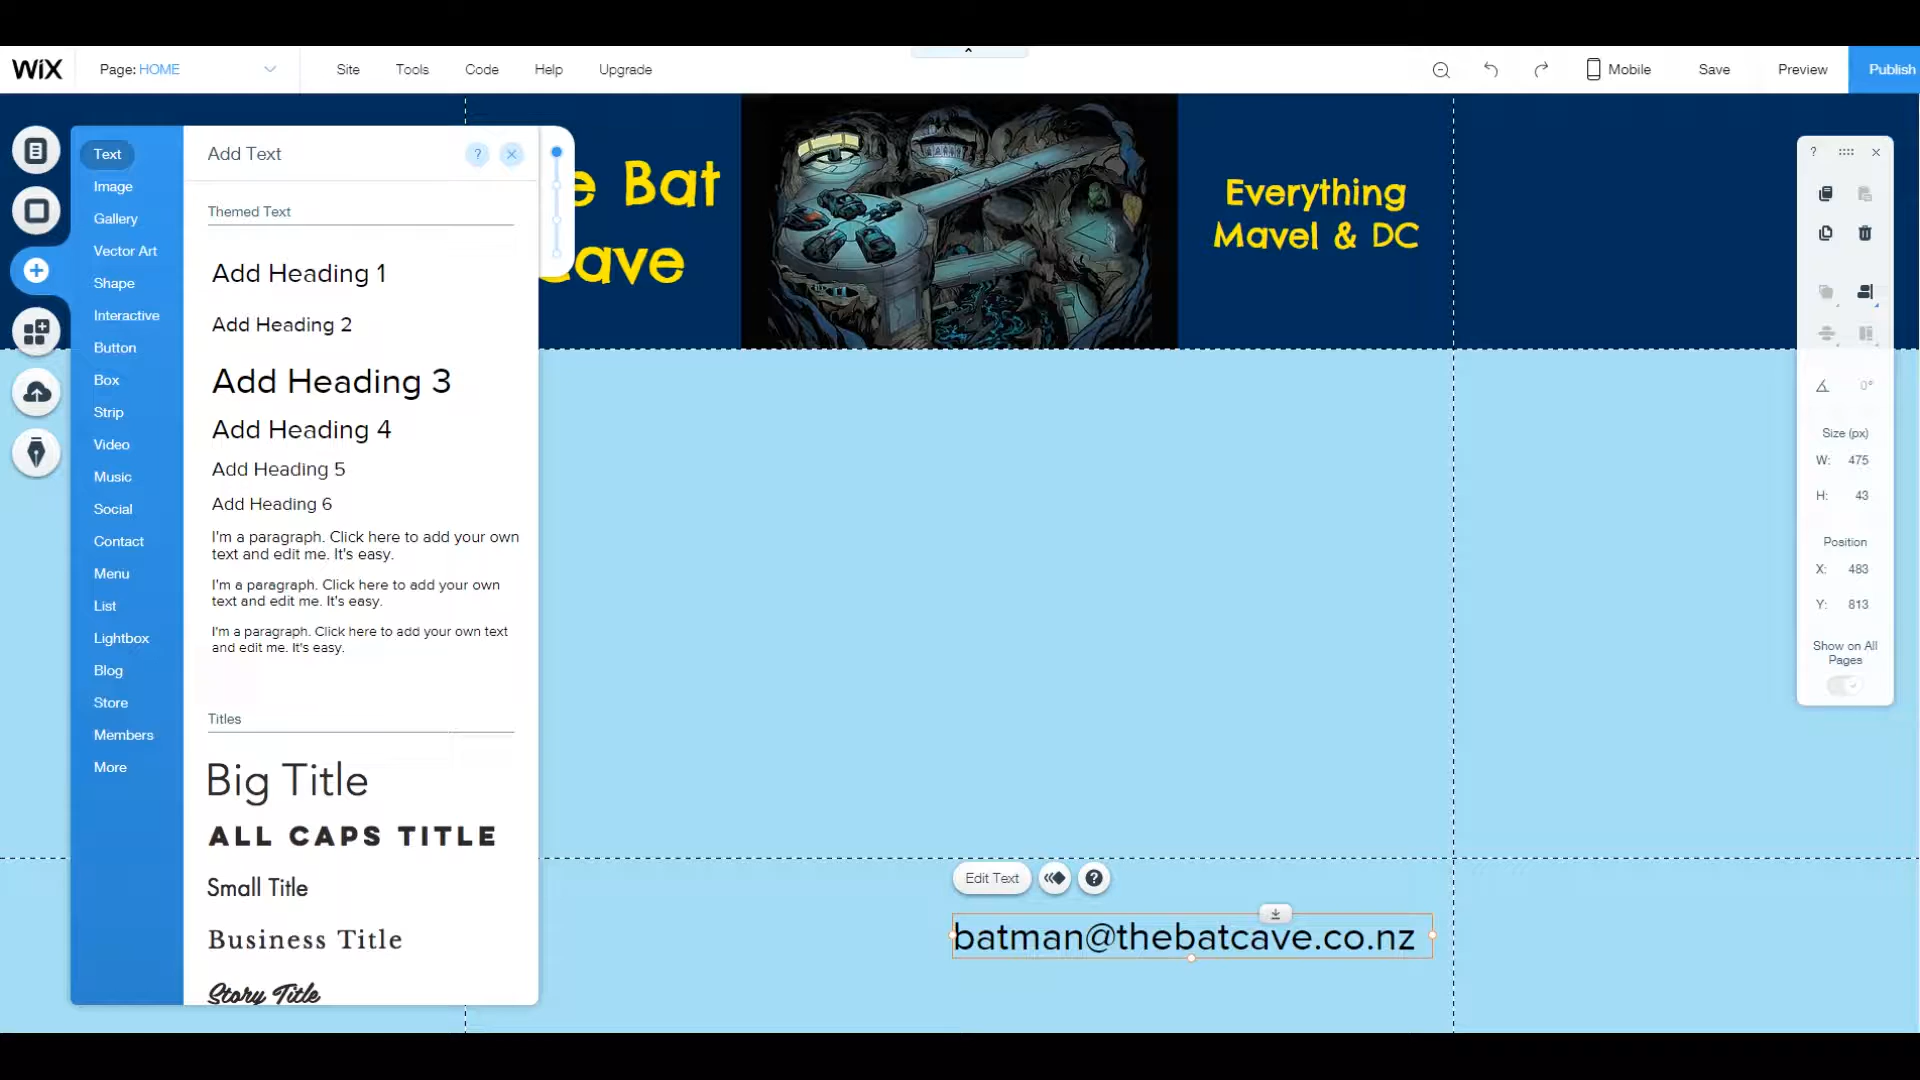 WiX
Page: HOME
Site
Tools
Code
Help
Upgrade
Mobile
Save
Preview
Publish
Text
Image
Gallery
Vector Art
Shape
Interactive
Button
Box
Strip
Video
Music
Social
Contact
Menu
List
Lightbox
Blog
Store
Members
More
Add Text
?
Themed Text
Add Heading 1
Add Heading 2
Add Heading 3
Add Heading 4
Add Heading 5
Add Heading 6
I'm a paragraph. Click here to add your own
text and edit me. It's easy.
I'm a paragraph. Click here to add your own
text and edit me. It's easy.
I'm a paragraph. Click here to add your own text
and edit me. It's easy.
Titles
Big Title
ALL CAPS TITLE
Small Title
Business Title
Story Title
e Bat
ave
Everything
Mavel & DC
Edit Text
?
batman@thebatcave.co.nz
?
0°
Size (px)
W: 475
H: 43
Position
X: 483
Y: 813
Show on All
Pages